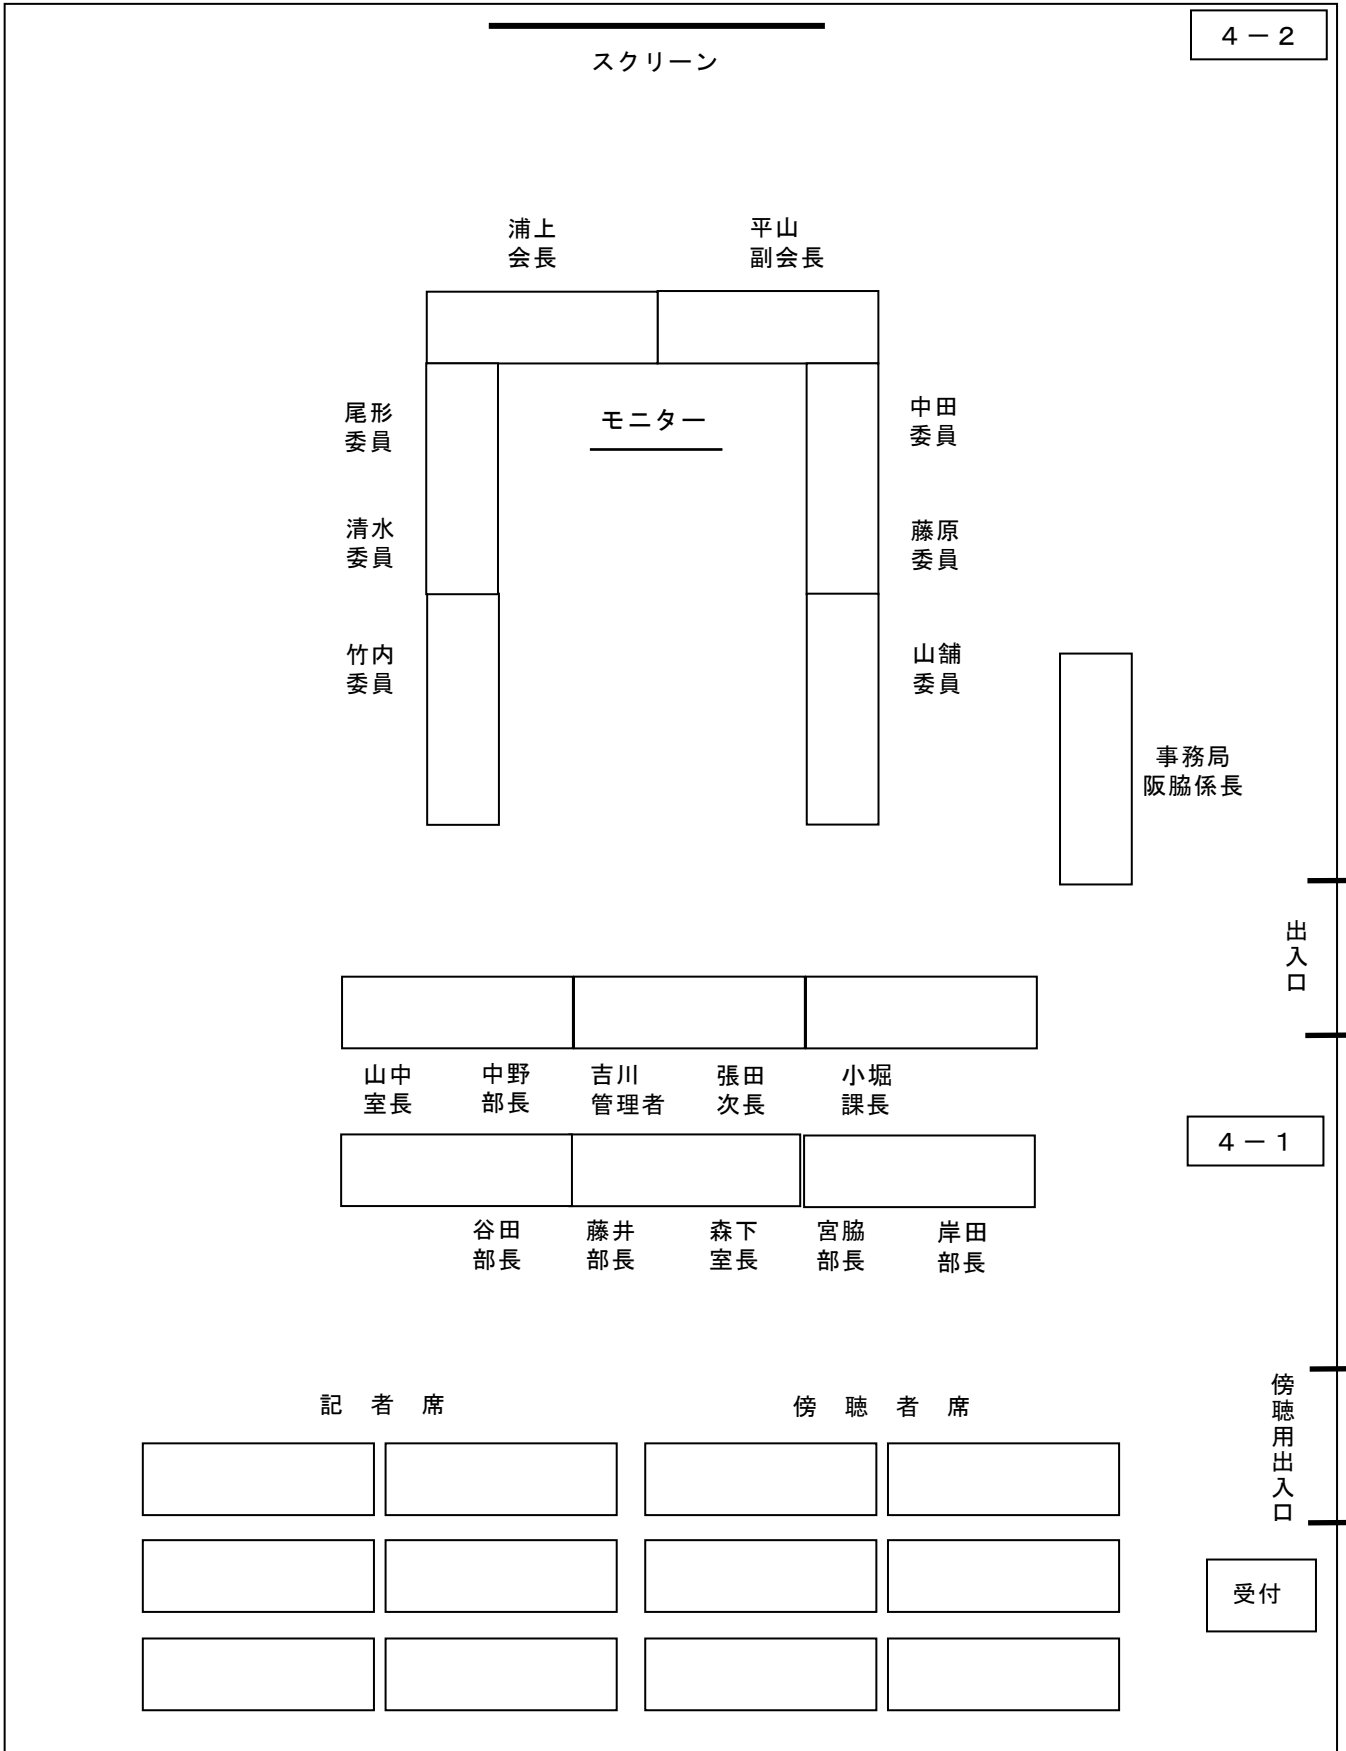 スクリーン
４－２
浦上
会長
平山
副会長
尾形
委員
モニター
中田
委員
清水
委員
藤原
委員
竹内
委員
山舗
委員
事務局
阪脇係長
出入口
山中
室長
中野
部長
吉川
管理者
張田
次長
小堀
課長
４－１
谷田
部長
藤井
部長
森下
室長
宮脇
部長
岸田
部長
記　者　席
傍　聴　者　席
傍聴用出入口
受付